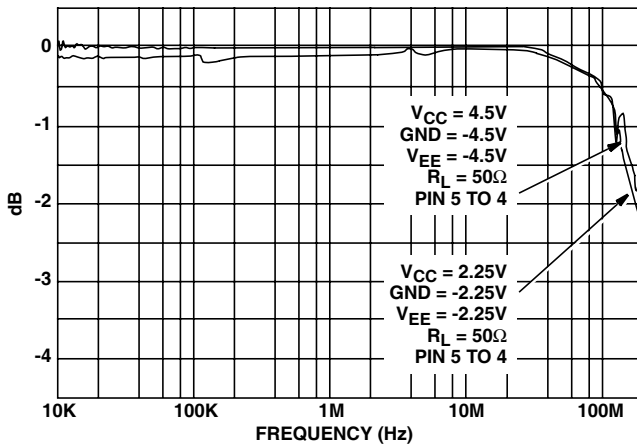 0
-1
-2
-3
-4
dB
VCC = 4.5V
GND = -4.5V
VEE = -4.5V
RL = 50Ω
PIN 5 TO 4
VCC = 2.25V
GND = -2.25V
VEE = -2.25V
RL = 50Ω
PIN 5 TO 4
10K 100K 1M 10M 100M
FREQUENCY (Hz)